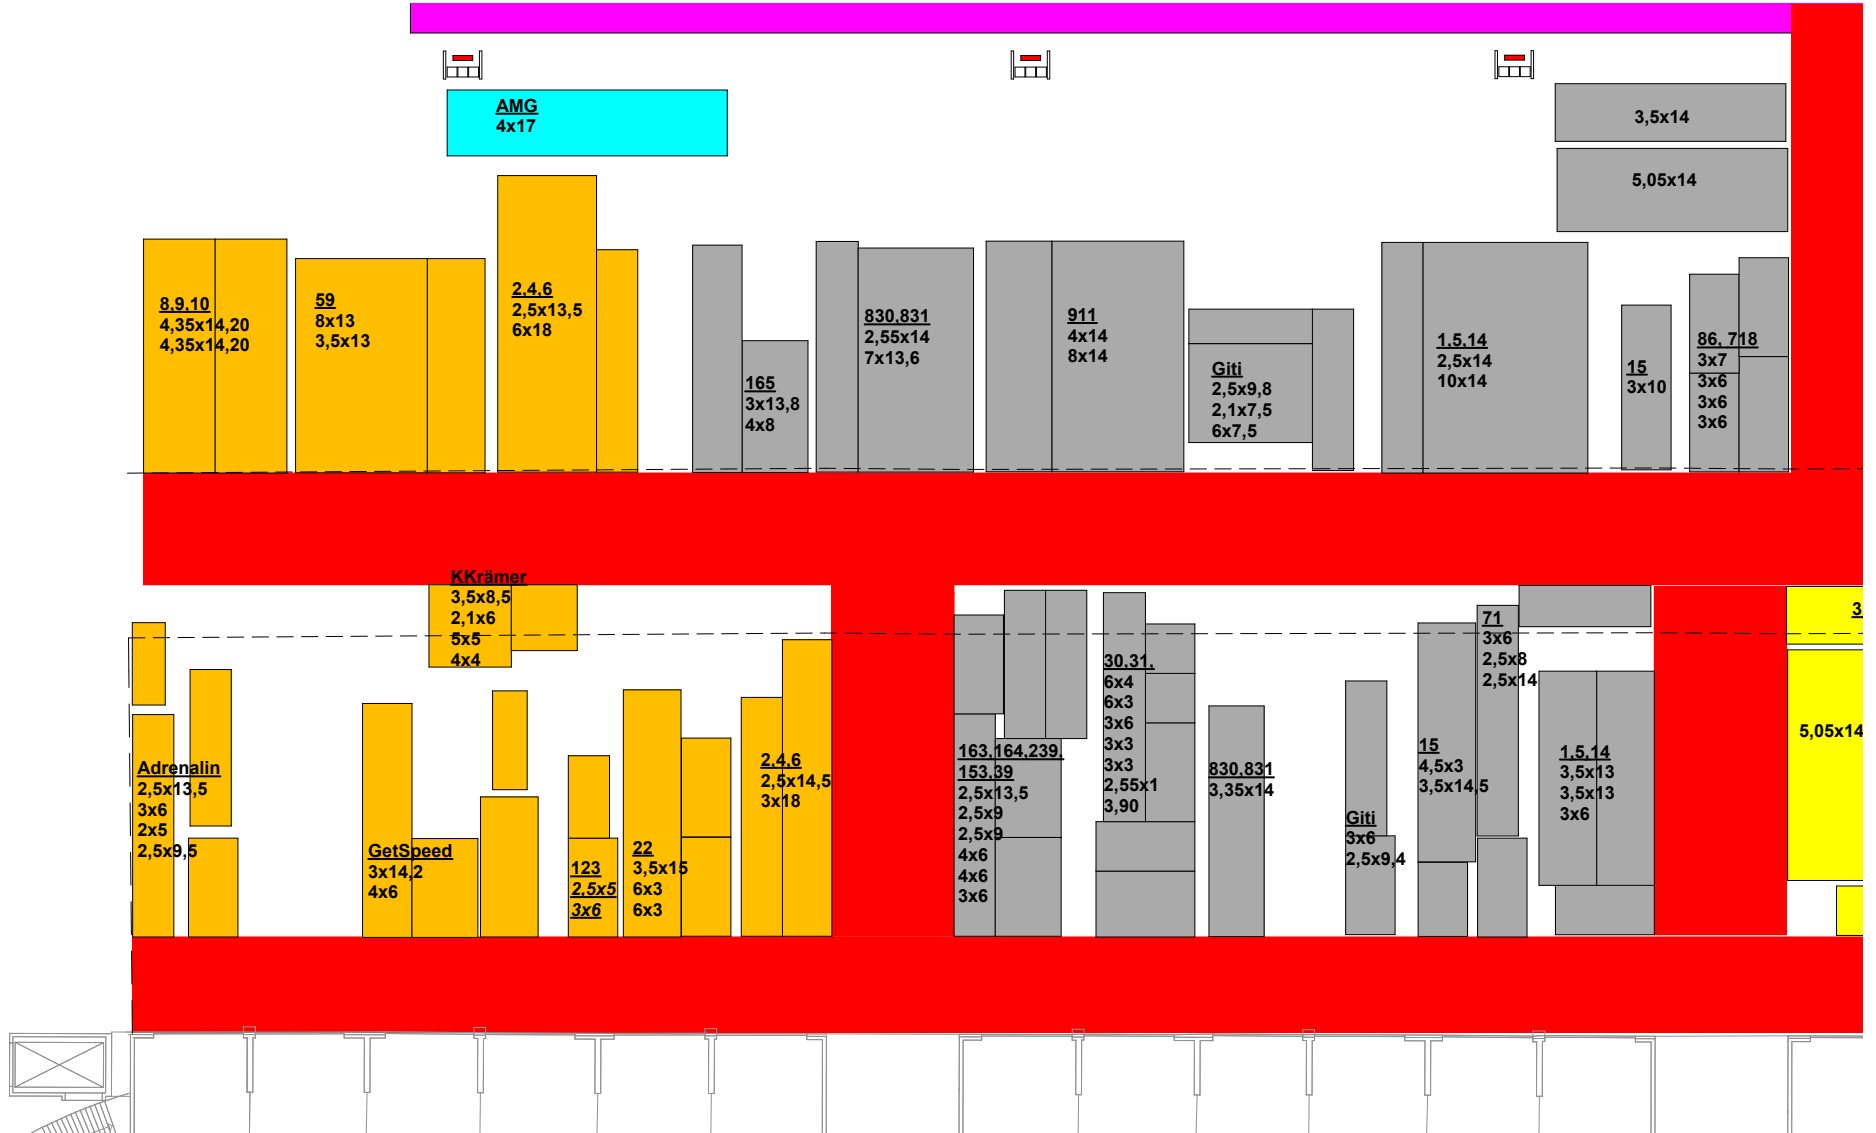 AMG
4x17
3,5x14
5,05x14
8,9,10
4,35x14,20
4,35x14,20
59
8x13
3,5x13
2,4,6
2,5x13,5
6x18
165
3x13,8
4x8
830,831
2,55x14
7x13,6
911
4x14
8x14
Giti
2,5x9,8
2,1x7,5
6x7,5
1,5,14
2,5x14
10x14
15
3x10
86, 718
3x7
3x6
3x6
3x6
KKrämer
3,5x8,5
2,1x6
5x5
4x4
Adrenalin
2,5x13,5
3x6
2x5
2,5x9,5
GetSpeed
3x14,2
4x6
123
2,5x5
3x6
22
3,5x15
6x3
6x3
2,4,6
2,5x14,5
3x18
163,164,239,
153,39
2,5x13,5
2,5x9
2,5x9
4x6
4x6
3x6
30,31,
6x4
6x3
3x6
3x3
3x3
2,55x1
3,90
830,831
3,35x14
Giti
3x6
2,5x9,4
15
4,5x3
3,5x14,5
71
3x6
2,5x8
2,5x14
1,5,14
3,5x13
3,5x13
3x6
3
5,05x14